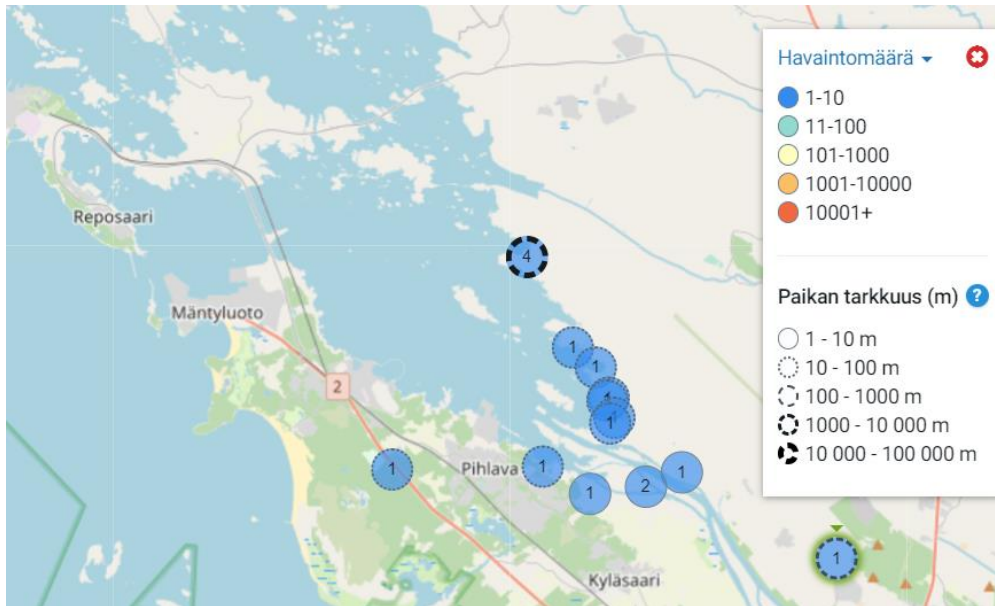 Havaintomäärä
1-10
11-100
101-1000
1001-10000
10001+
Paikan tarkkuus (m) ?
1 - 10 m
10 - 100 m
100 - 1000 m
1000 - 10 000 m
10 000 - 100 000 m
Reposaari
4
Mäntyluoto
1
1
2
1
1
1
Pihlava
1
1
2
1
1
Kyläsaari